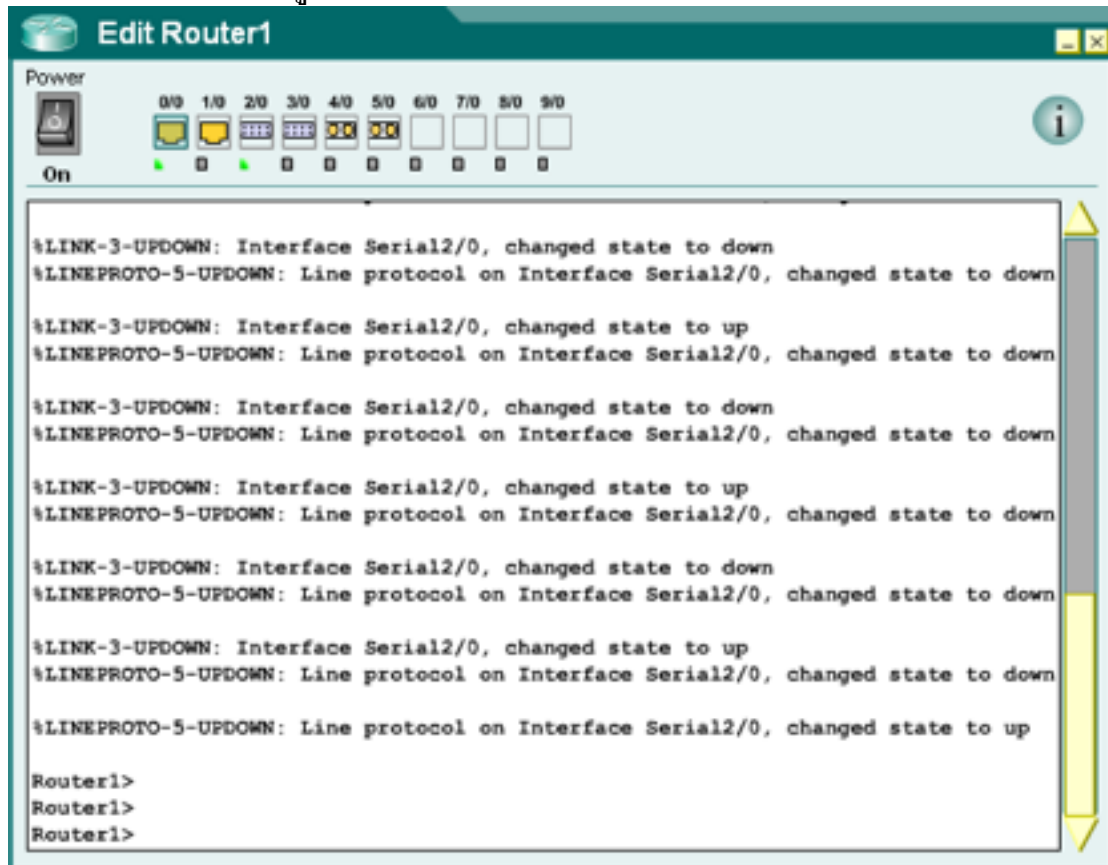 Edit Router1
Power
0/0 1/0 2/0 3/0 4/0 5/0 6/0 7/0 8/0 9/0
i
On
%LINK-3-UPDOWN: Interface Serial2/0, changed state to down
%LINEPROTO-5-UPDOWN: Line protocol on Interface Serial2/0, changed state to down
%LINK-3-UPDOWN: Interface Serial2/0, changed state to up
%LINEPROTO-5-UPDOWN: Line protocol on Interface Serial2/0, changed state to down
%LINK-3-UPDOWN: Interface Serial2/0, changed state to down
%LINEPROTO-5-UPDOWN: Line protocol on Interface Serial2/0, changed state to down
%LINK-3-UPDOWN: Interface Serial2/0, changed state to up
%LINEPROTO-5-UPDOWN: Line protocol on Interface Serial2/0, changed state to down
%LINK-3-UPDOWN: Interface Serial2/0, changed state to down
%LINEPROTO-5-UPDOWN: Line protocol on Interface Serial2/0, changed state to down
%LINK-3-UPDOWN: Interface Serial2/0, changed state to up
%LINEPROTO-5-UPDOWN: Line protocol on Interface Serial2/0, changed state to down
%LINEPROTO-5-UPDOWN: Line protocol on Interface Serial2/0, changed state to up
Router1>
Router1>
Router1>